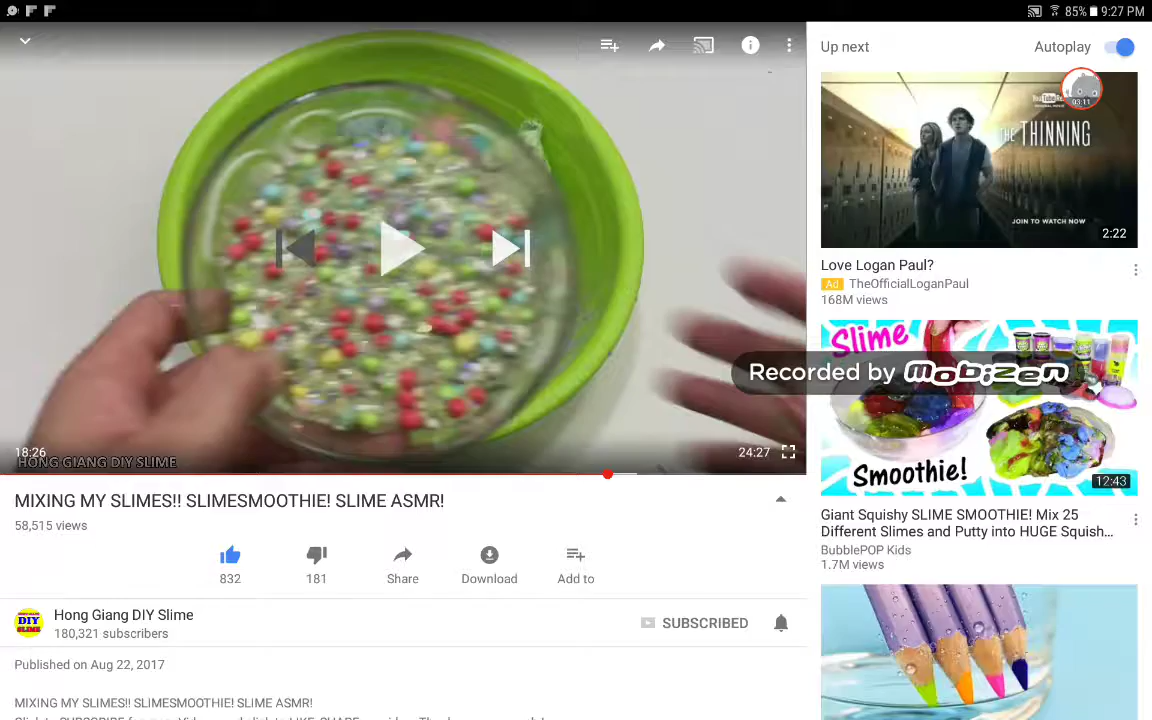 85% 9:27 PM
Up next
Autoplay
03:11
THE THINNING
JOIN TO WATCH NOW
2:22
Love Logan Paul?
Ad TheOfficialLoganPaul
168M views
Recorded by mobizen
Slime
Smoothie!
12:43
Giant Squishy SLIME SMOOTHIE! Mix 25
Different Slimes and Putty into HUGE Squish...
BubblePOP Kids
1.7M views
18:26
24:27
HONG GIANG DIY SLIME
MIXING MY SLIMES!! SLIMESMOOTHIE! SLIME ASMR!
58,515 views
832
181
Share
Download
Add to
DIY
SLIME
Hong Giang DIY Slime
180,321 subscribers
SUBSCRIBED
Published on Aug 22, 2017
MIXING MY SLIMES!! SLIMESMOOTHIE! SLIME ASMR!